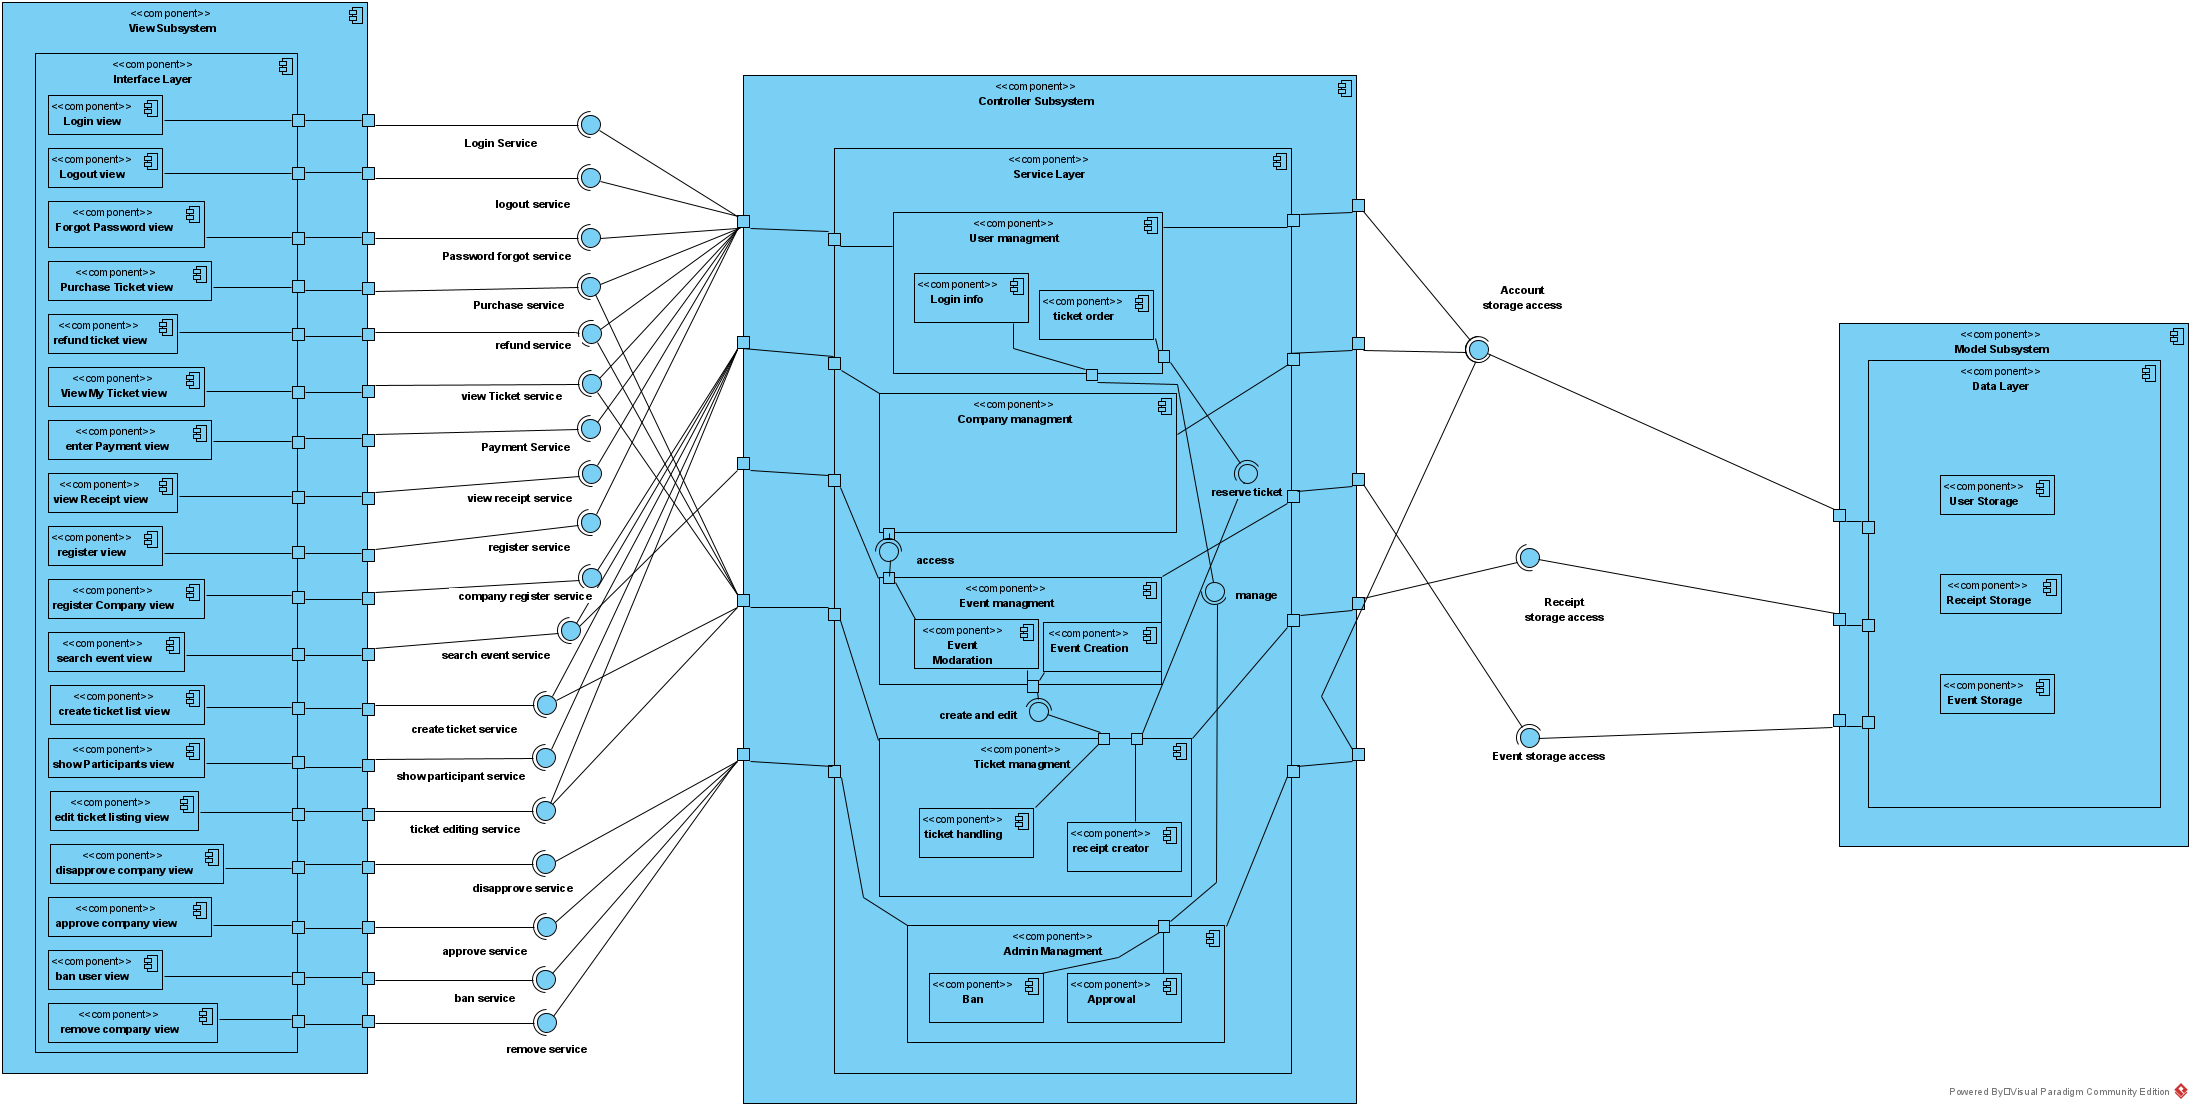 <<component>>
View Subsystem
<<component>>
Interface Layer
<<component>>
Login view
<<component>>
Logout view
<<component>>
Forgot Password view
<<component>>
Purchase Ticket view
<<component>>
refund ticket view
<<component>>
View My Ticket view
<<component>>
enter Payment view
<<component>>
view Receipt view
<<component>>
register view
<<component>>
register Company view
<<component>>
search event view
<<component>>
create ticket list view
<<component>>
show Participants view
<<component>>
edit ticket listing view
<<component>>
disapprove company view
<<component>>
approve company view
<<component>>
ban user view
<<component>>
remove company view
Login Service
logout service
Password forgot service
Purchase service
refund service
view Ticket service
Payment Service
view receipt service
register service
company register service
search event service
create ticket service
show participant service
ticket editing service
disapprove service
approve service
ban service
remove service
<<component>>
Controller Subsystem
<<component>>
Service Layer
<<component>>
User managment
<<component>>
Login info
<<component>>
ticket order
<<component>>
Company managment
reserve ticket
access
<<component>>
Event managment
manage
<<component>>
Event
Modaration
<<component>>
Event Creation
create and edit
<<component>>
Ticket managment
<<component>>
ticket handling
<<component>>
receipt creator
<<component>>
Admin Managment
<<component>>
Ban
<<component>>
Approval
Account
storage access
Receipt
storage access
Event storage access
<<component>>
Model Subsystem
<<component>>
Data Layer
<<component>>
User Storage
<<component>>
Receipt Storage
<<component>>
Event Storage
Powered By□Visual Paradigm Community Edition